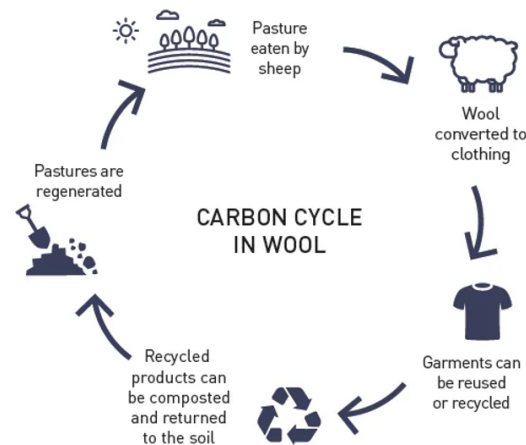 Pasture
eaten by
sheep
Wool
converted to
clothing
Garments can
be reused
or recycled
Recycled
products can
be composted
and returned
to the soil
Pastures are
regenerated
CARBON CYCLE
IN WOOL